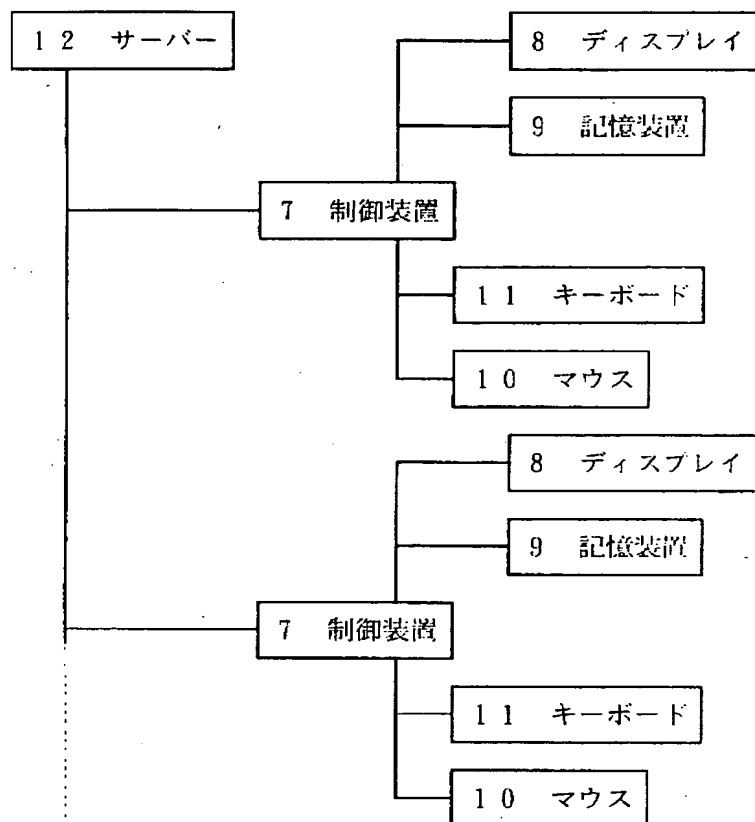 12 サーバー
8 ディスプレイ
9 記憶装置
7 制御装置
11 キーボード
10 マウス
8 ディスプレイ
9 記憶装置
7 制御装置
11 キーボード
10 マウス